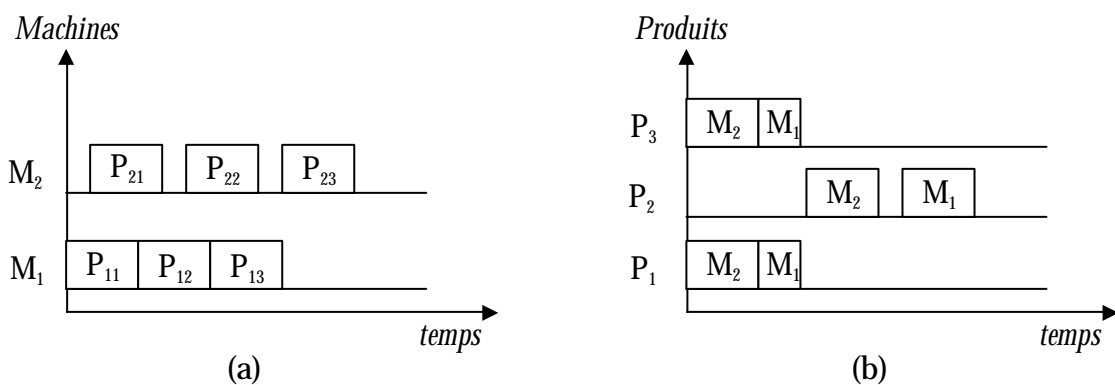 Machines
M₂ P₂₁ P₂₂ P₂₃
M₁ P₁₁ P₁₂ P₁₃
temps
(a)
Produits
P₃ M₂ M₁
P₂ M₂ M₁
P₁ M₂ M₁
temps
(b)